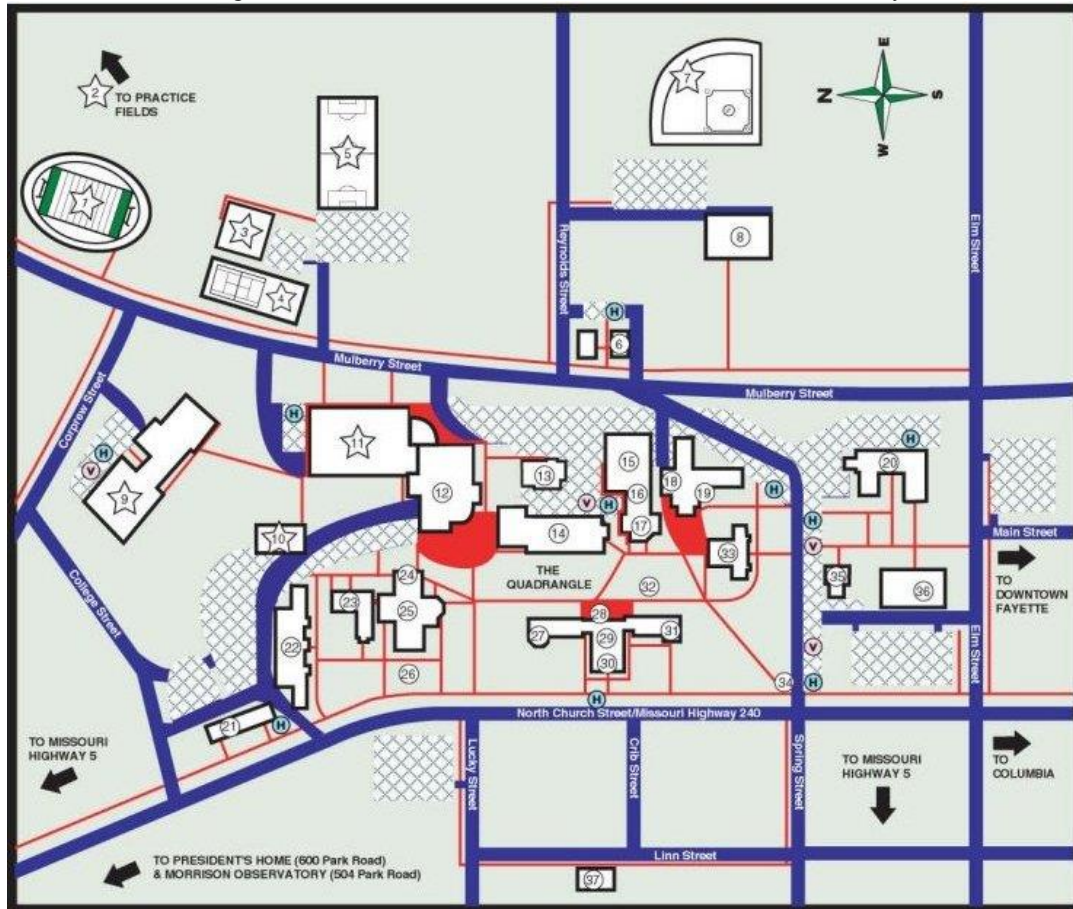 E
N
S
W
2
TO PRACTICE
FIELDS
7
5
1
3
4
8
Reynolds Street
Elm Street
H
6
Mulberry Street
Mulberry Street
Corprew Street
H
V
9
H
11
12
13
15
16
17
V
H
18
19
H
20
H
H
V
10
14
33
Main Street
TO
DOWNTOWN
FAYETTE
THE
QUADRANGLE
32
35
36
College Street
24
23
25
22
26
27
28
29
30
31
V
34
H
H
Elm Street
21
H
North Church Street/Missouri Highway 240
TO MISSOURI
HIGHWAY 5
Lucky Street
Crib Street
Spring Street
TO MISSOURI
HIGHWAY 5
TO
COLUMBIA
TO PRESIDENT'S HOME (600 Park Road)
& MORRISON OBSERVATORY (504 Park Road)
Linn Street
37